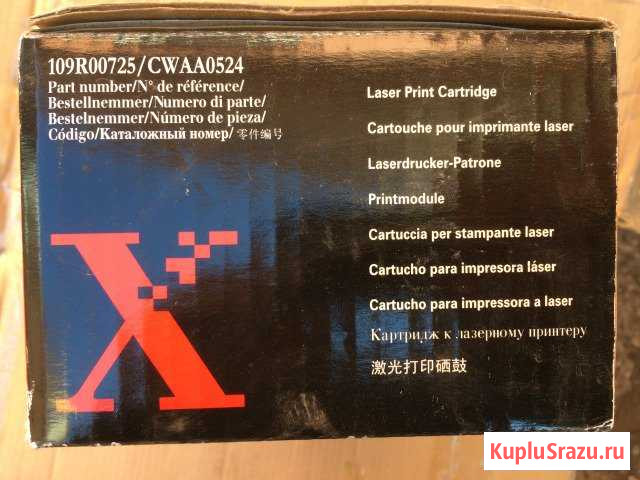 109R00725/CWAA0524
Part number/N° de référence/
Bestellnemmer/Numero di parte/
Bestelnemmer/Número de pieza/
Código/Каталожный номер/零件编号
Laser Print Cartridge
Cartouche pour imprimante laser
Laserdrucker-Patrone
Printmodule
Cartuccia per stampante laser
Cartucho para impresora láser
Cartucho para impressora a laser
Картридж к лазерному принтеру
激光打印硒鼓
X
KupluSrazu.ru